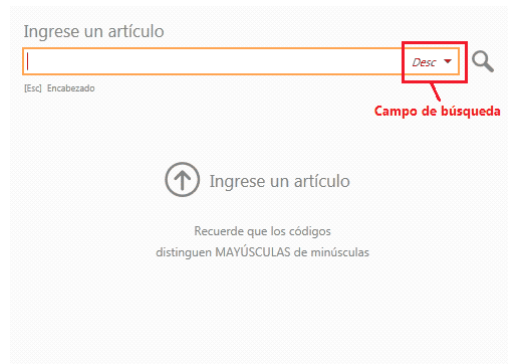 Ingrese un artículo
Desc
[Esc] Encabezado
Campo de búsqueda
Ingrese un artículo
Recuerde que los códigos
distinguen MAYÚSCULAS de minúsculas